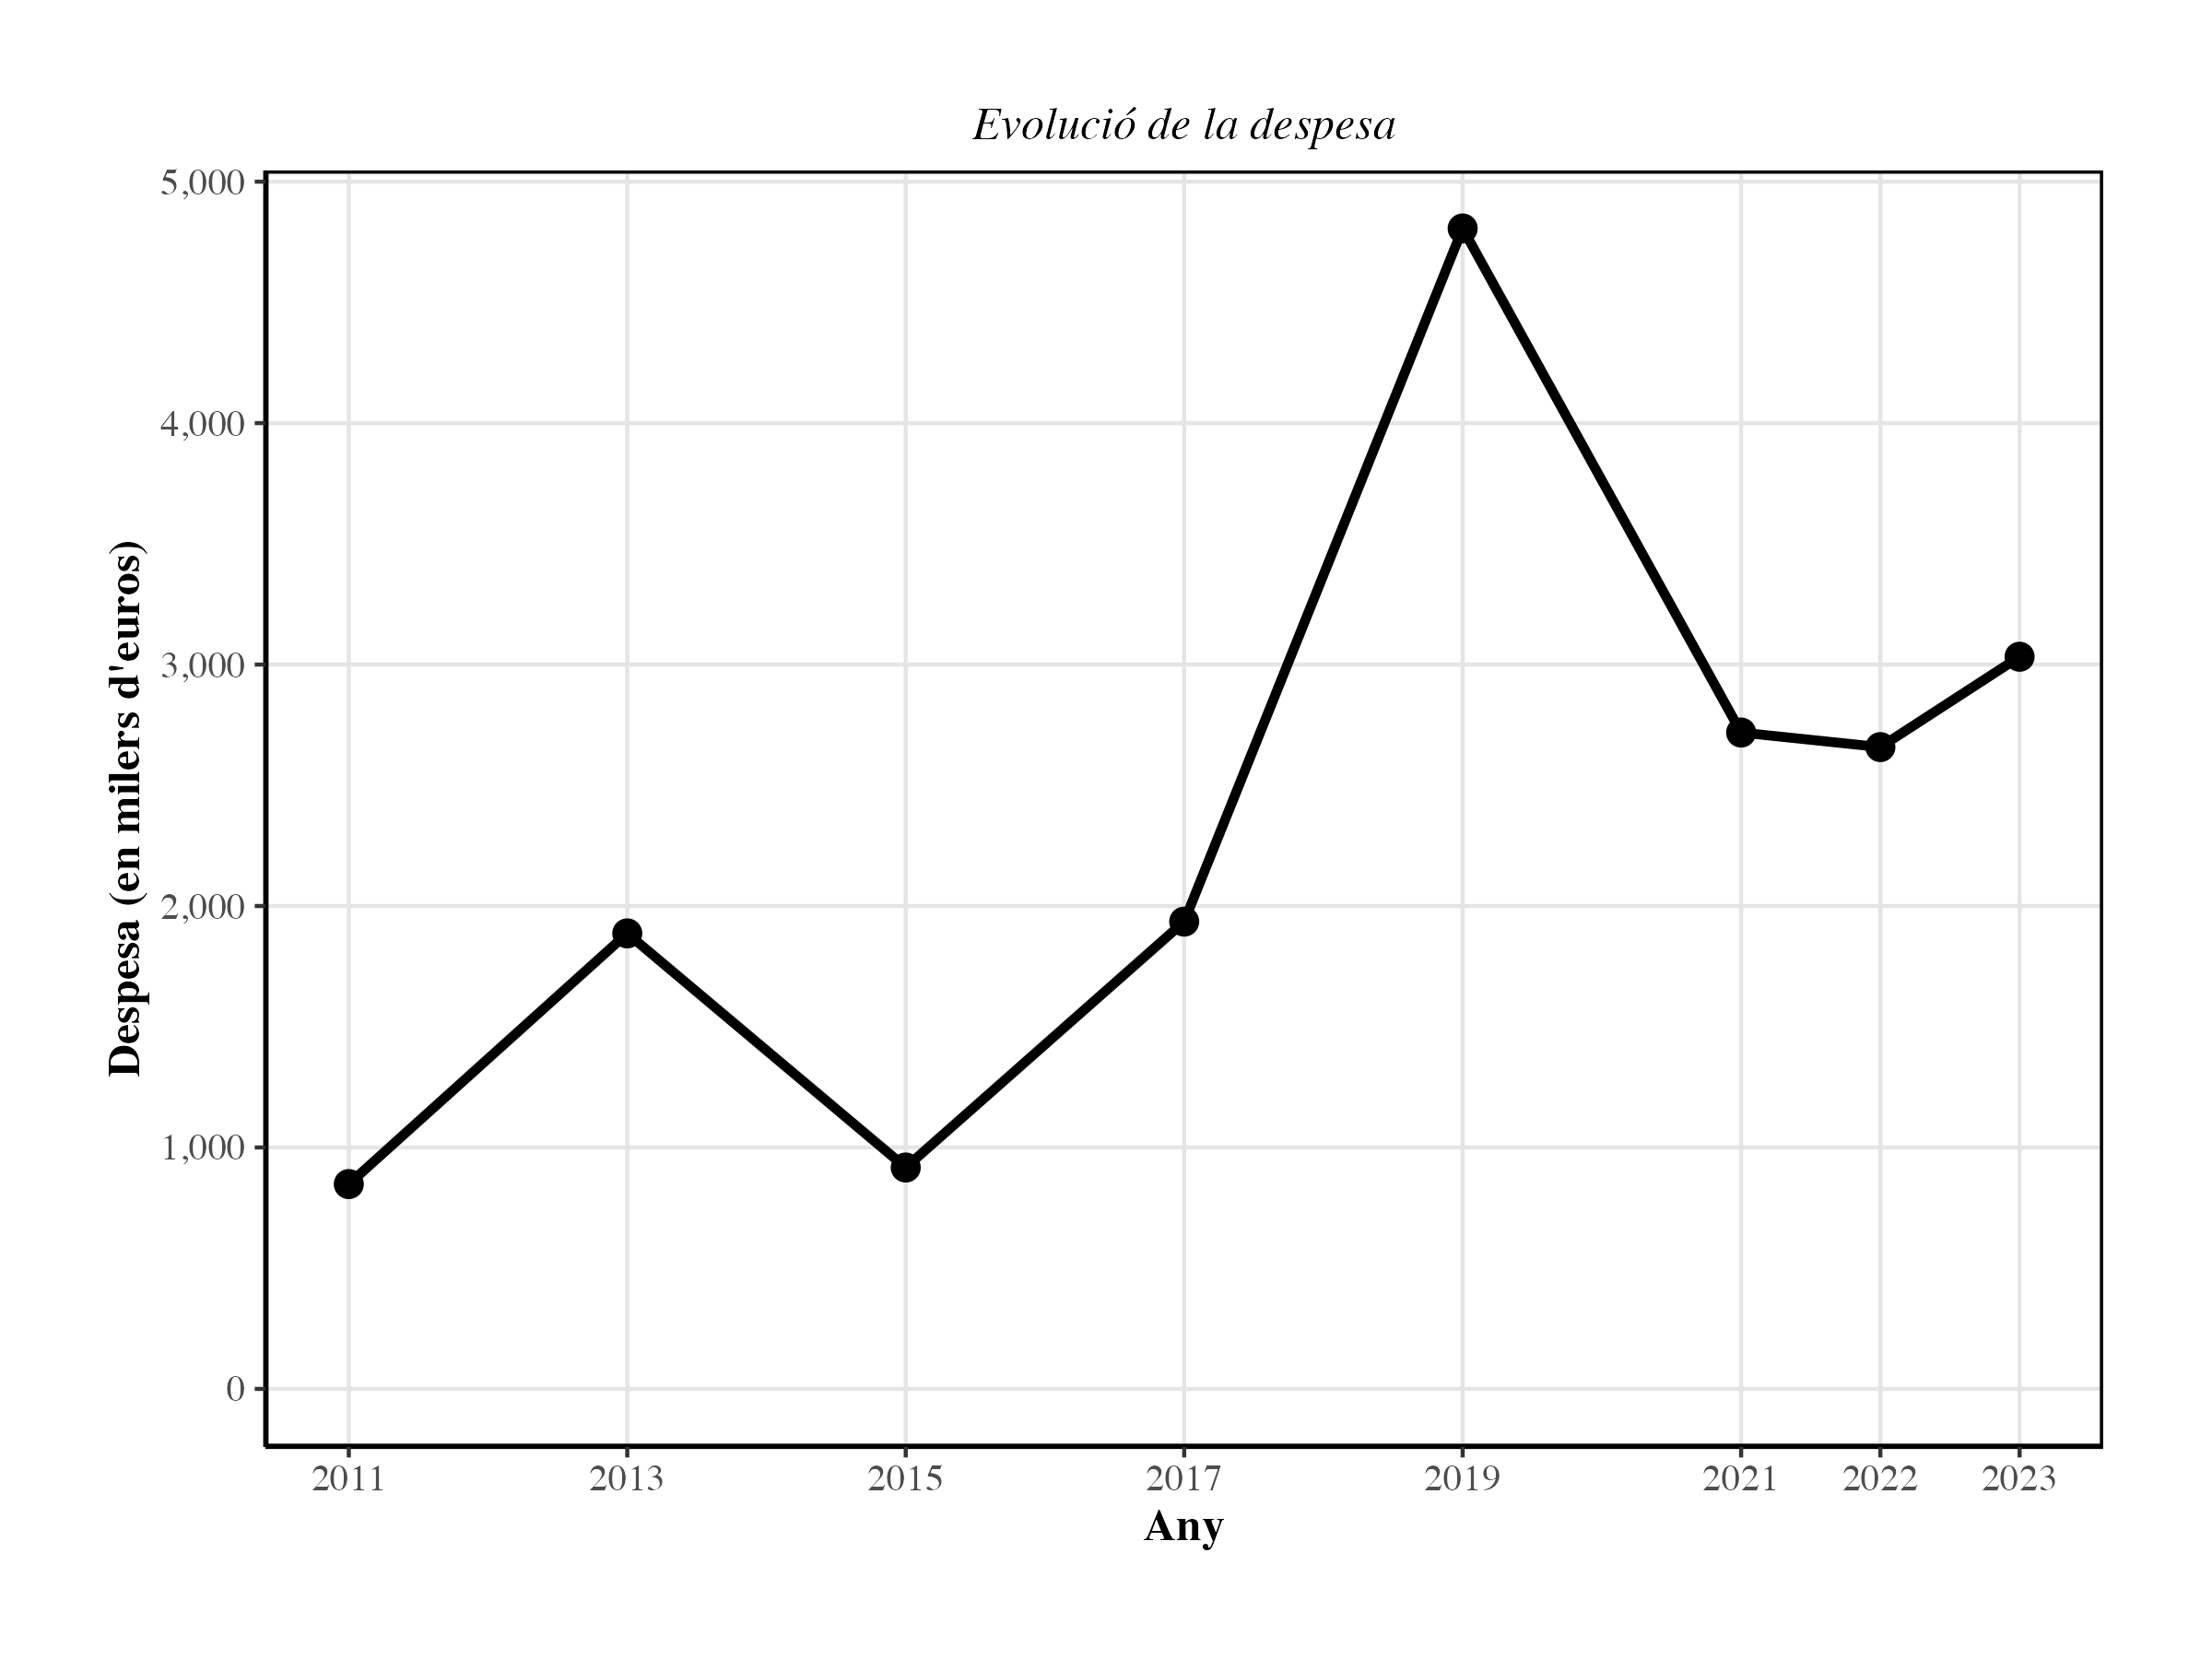 Evolució de la despesa
5,000
4,000
3,000
2,000
1,000
0
Despesa (en milers d'euros)
2011 2013 2015 2017 2019 2021 2022 2023
Any